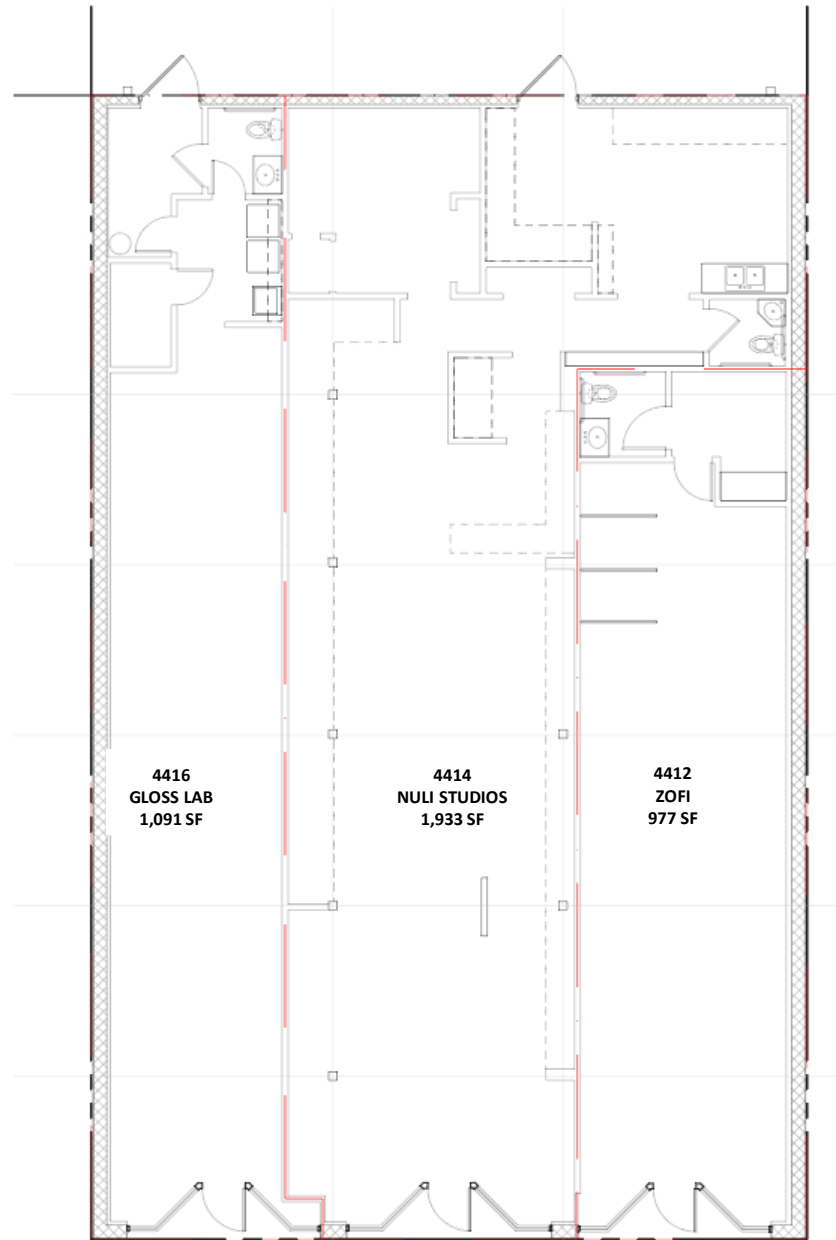 4416
GLOSS LAB
1,091 SF
4414
NULI STUDIOS
1,933 SF
4412
ZOFI
977 SF